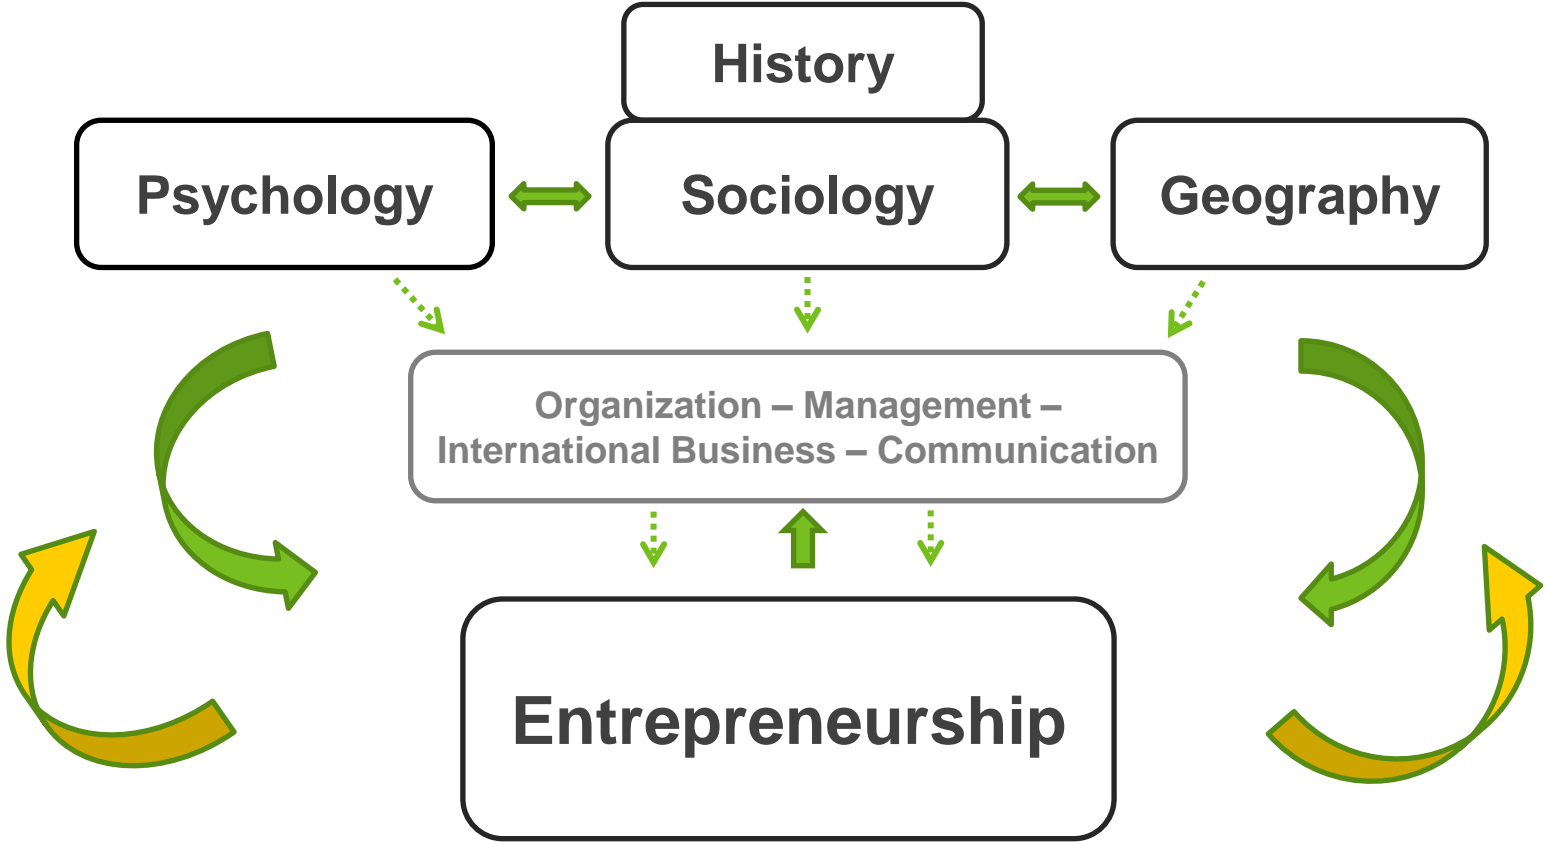 History
Psychology
Sociology
Geography
Organization – Management –
International Business – Communication
Entrepreneurship